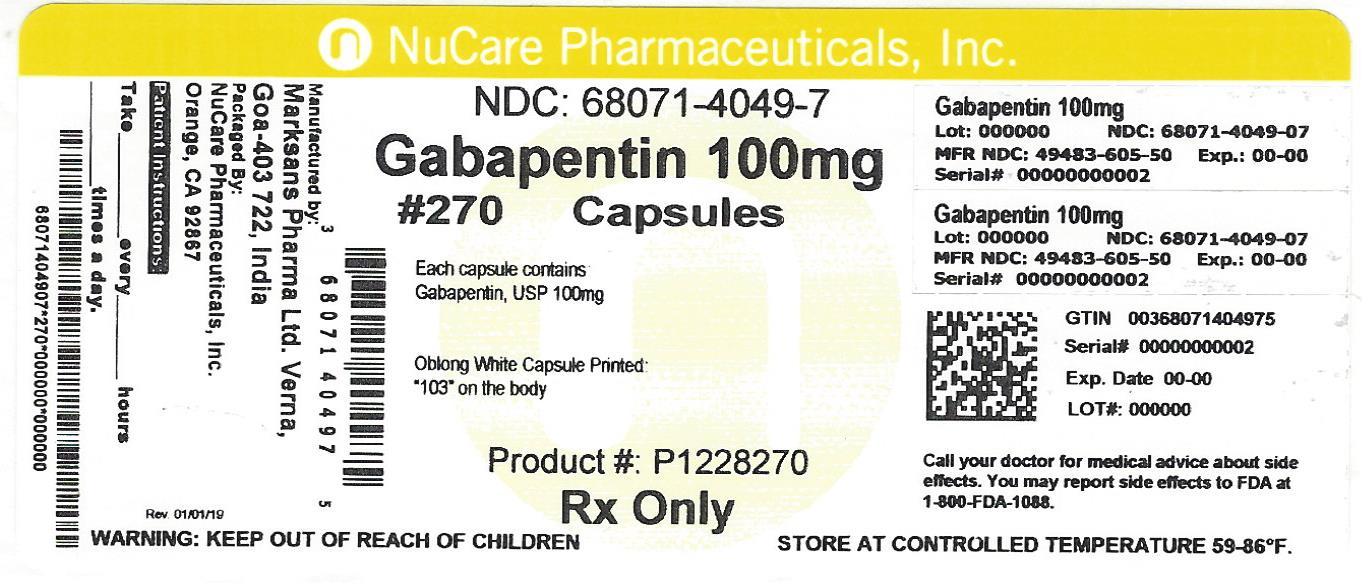 n NuCare Pharmaceuticals, Inc.
Manufactured by:
Marksans Pharma Ltd. Verna,
Goa-403 722, India
Packaged By:
NuCare Pharmaceuticals, Inc.
Orange, CA 92867
Patient Instructions:
Take______every______hours
______times a day.
68071404907*270*000000*000000
3 68071 40497 5
Rev. 01/01/19
NDC: 68071-4049-7
Gabapentin 100mg
#270 Capsules
Each capsule contains
Gabapentin, USP 100mg
Oblong White Capsule Printed:
"103" on the body
Product #: P1228270
Rx Only
WARNING: KEEP OUT OF REACH OF CHILDREN
Gabapentin 100mg
Lot: 000000 NDC: 68071-4049-07
MFR NDC: 49483-605-50 Exp.: 00-00
Serial# 00000000002
Gabapentin 100mg
Lot: 000000 NDC: 68071-4049-07
MFR NDC: 49483-605-50 Exp.: 00-00
Serial# 00000000002
GTIN 00368071404975
Serial# 00000000002
Exp. Date 00-00
LOT#: 000000
Call your doctor for medical advice about side
effects. You may report side effects to FDA at
1-800-FDA-1088.
STORE AT CONTROLLED TEMPERATURE 59-86°F.